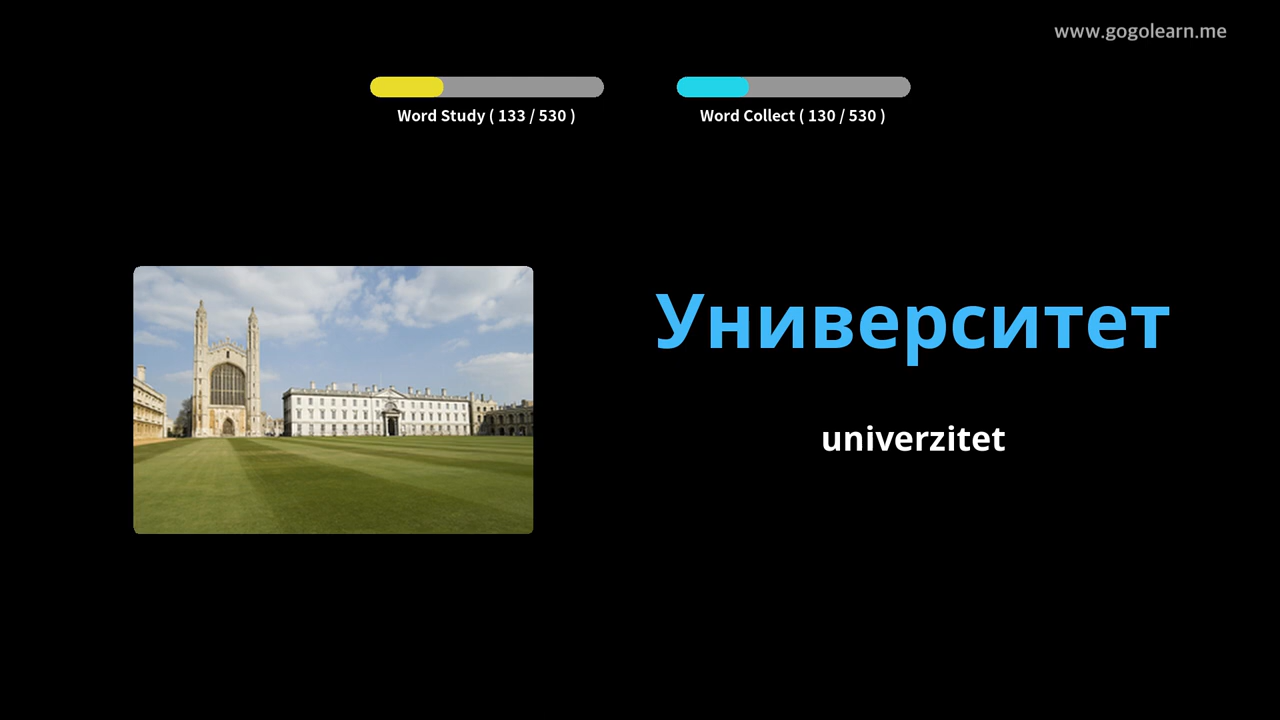 www.gogolearn.me
Word Study ( 133 / 530 )
Word Collect ( 130 / 530 )
Университет
univerzitet